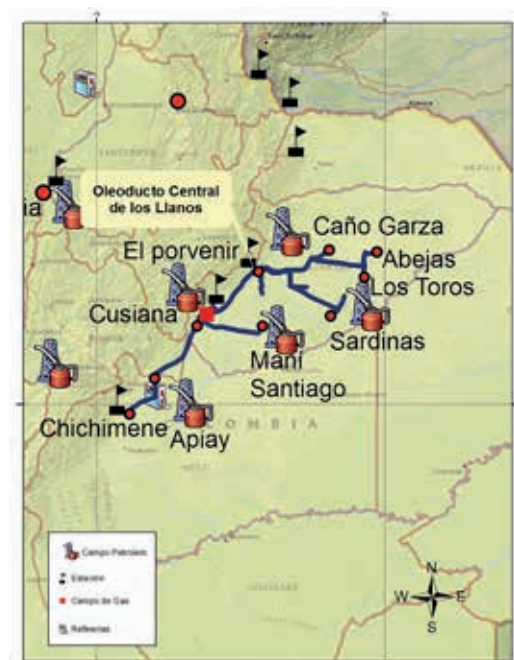 Oleoducto Central
de los Llanos
Caño Garza
El porvenir
Abejas
Los Toros
Cusiana
Sardinas
Maní
Santiago
Chichimene
Apiay
ia
O M B I A
Campo Petrolero
Estación
Campo de Gas
Refinerías
N
W
E
S